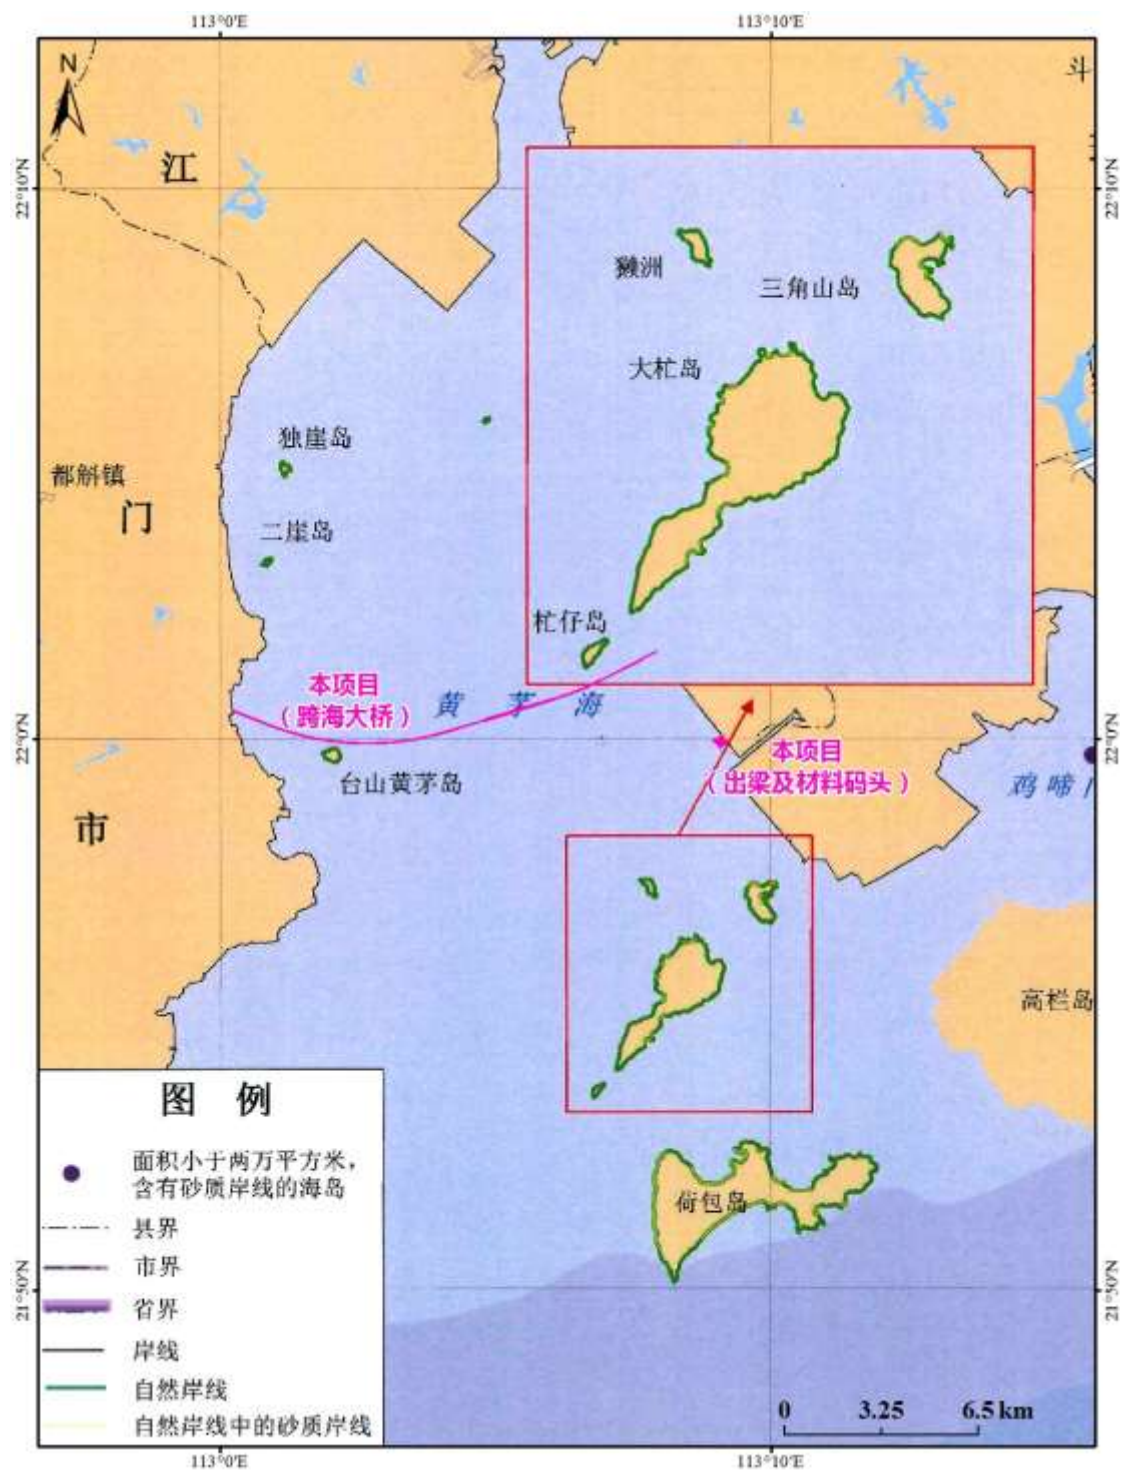 113°0′E
113°10′E
N
斗
江
22°10′N
22°10′N
獭洲
三角山岛
大杧岛
独崖岛
都斛镇
门
二崖岛
杧仔岛
本项目
（跨海大桥）
黄茅海
22°0′N
22°0′N
本项目
（出梁及材料码头）
台山黄茅岛
鸡啼
市
高栏岛
图例
面积小于两万平方米，
含有砂质岸线的海岛
荷包岛
县界
市界
21°50′N
21°50′N
省界
岸线
自然岸线
自然岸线中的砂质岸线
0 3.25 6.5 km
113°0′E
113°10′E